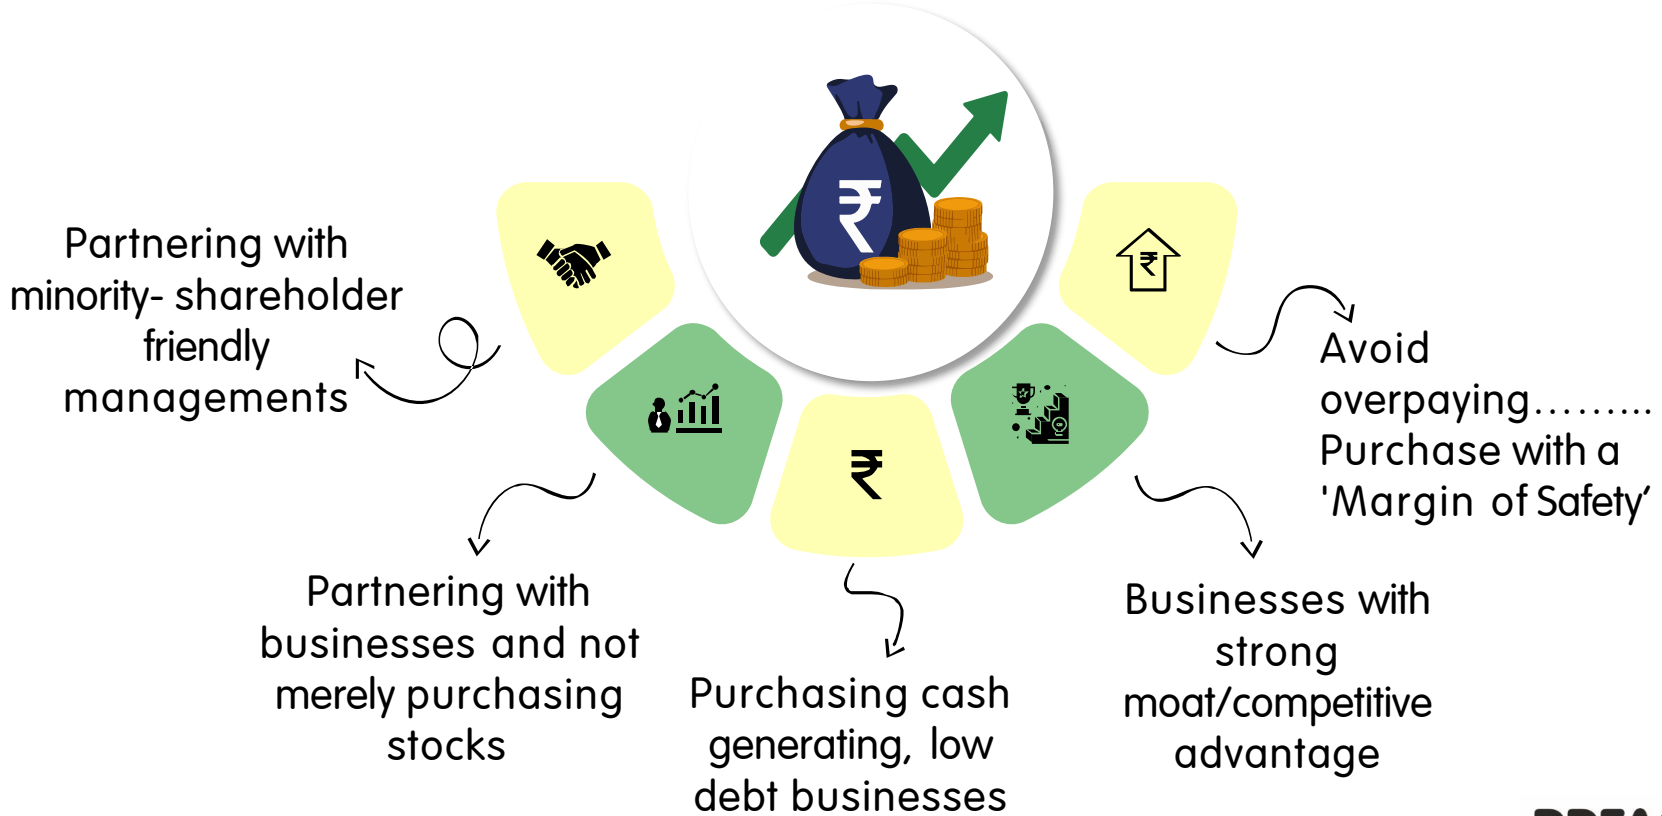 ₹
₹
₹
Partnering with
minority- shareholder
friendly
managements
Partnering with
businesses and not
merely purchasing
stocks
Purchasing cash
generating, low
debt businesses
Businesses with
strong
moat/competitive
advantage
Avoid
overpaying.........
Purchase with a
'Margin of Safety’